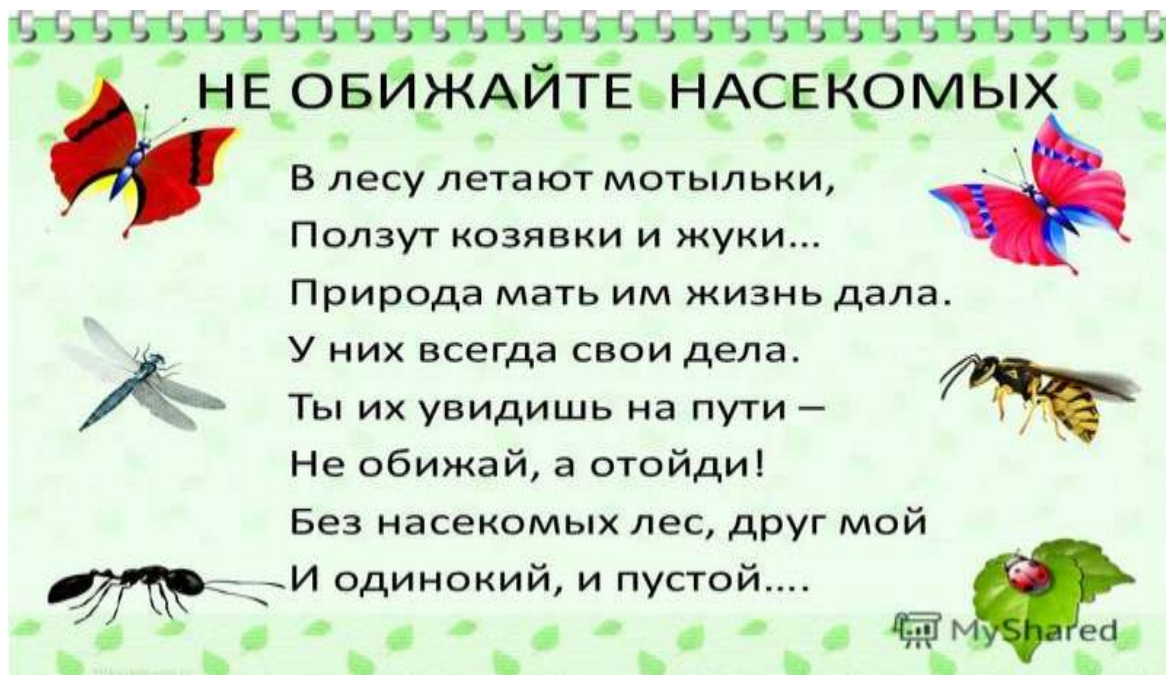 НЕ ОБИЖАЙТЕ НАСЕКОМЫХ
В лесу летают мотыльки,
Ползут козявки и жуки...
Природа мать им жизнь дала.
У них всегда свои дела.
Ты их увидишь на пути –
Не обижай, а отойди!
Без насекомых лес, друг мой
И одинокий, и пустой....
MyShared